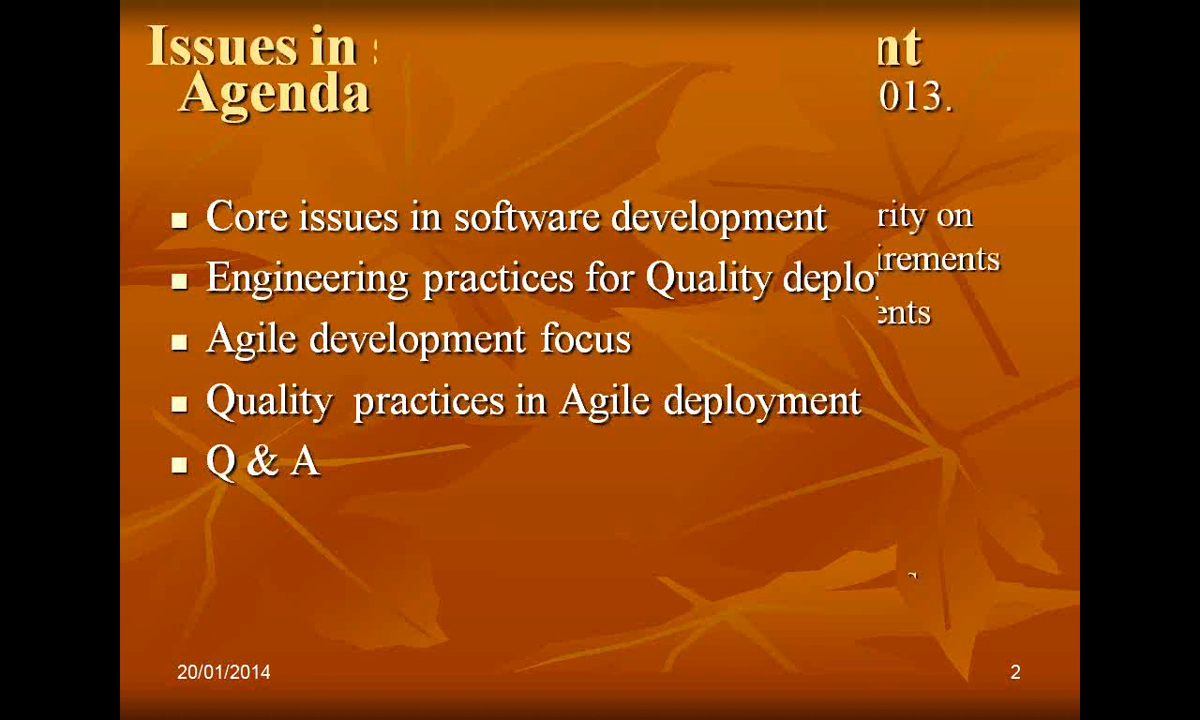 Issues in
Agenda
013.
Core issues in software development
rity on
Engineering practices for Quality deplo
irements
ents
Agile development focus
Quality practices in Agile deployment
Q & A
20/01/2014
2